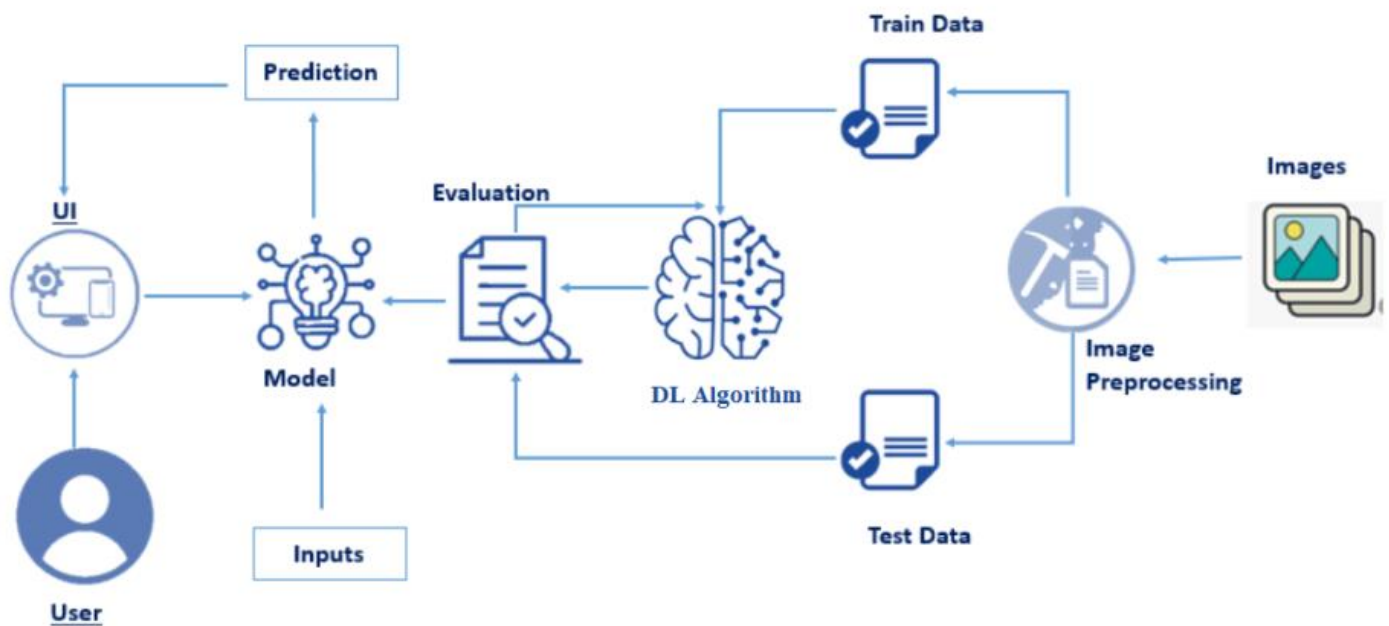 Train Data
Prediction
Images
Evaluation
UI
Image
Preprocessing
Model
DL Algorithm
Test Data
Inputs
User